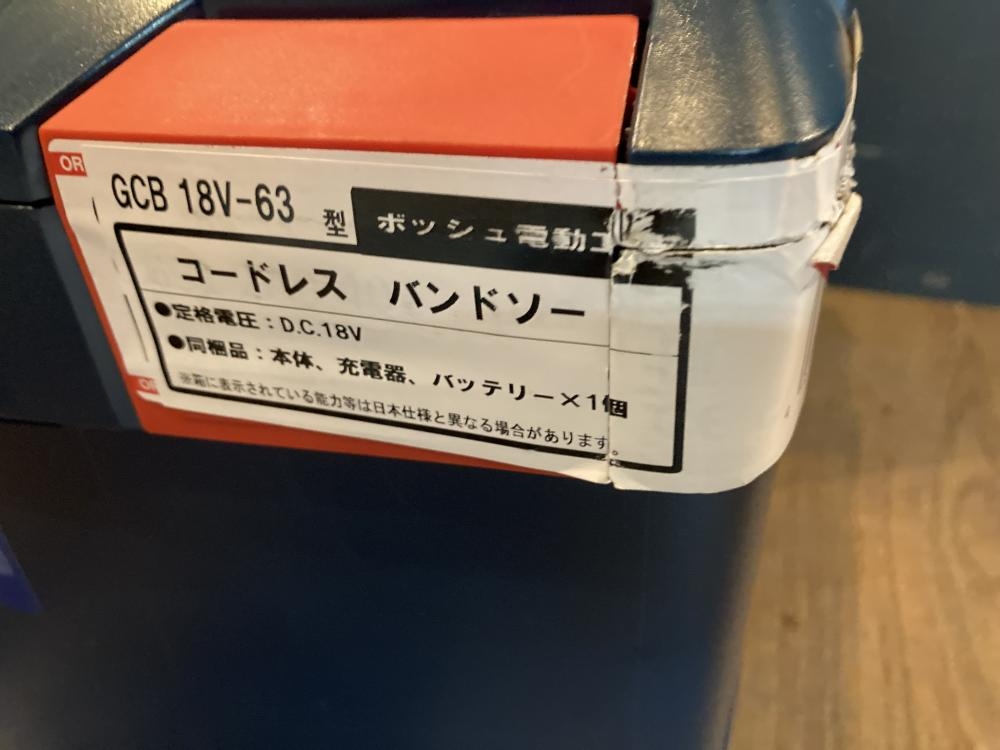 OR
GCB 18V-63 型 ボッシュ電動工
コードレス バンドソー
●定格電圧：D.C.18V
●同梱品：本体、充電器、バッテリー×1個
※箱に表示されている能力等は日本仕様と異なる場合があります。
OR